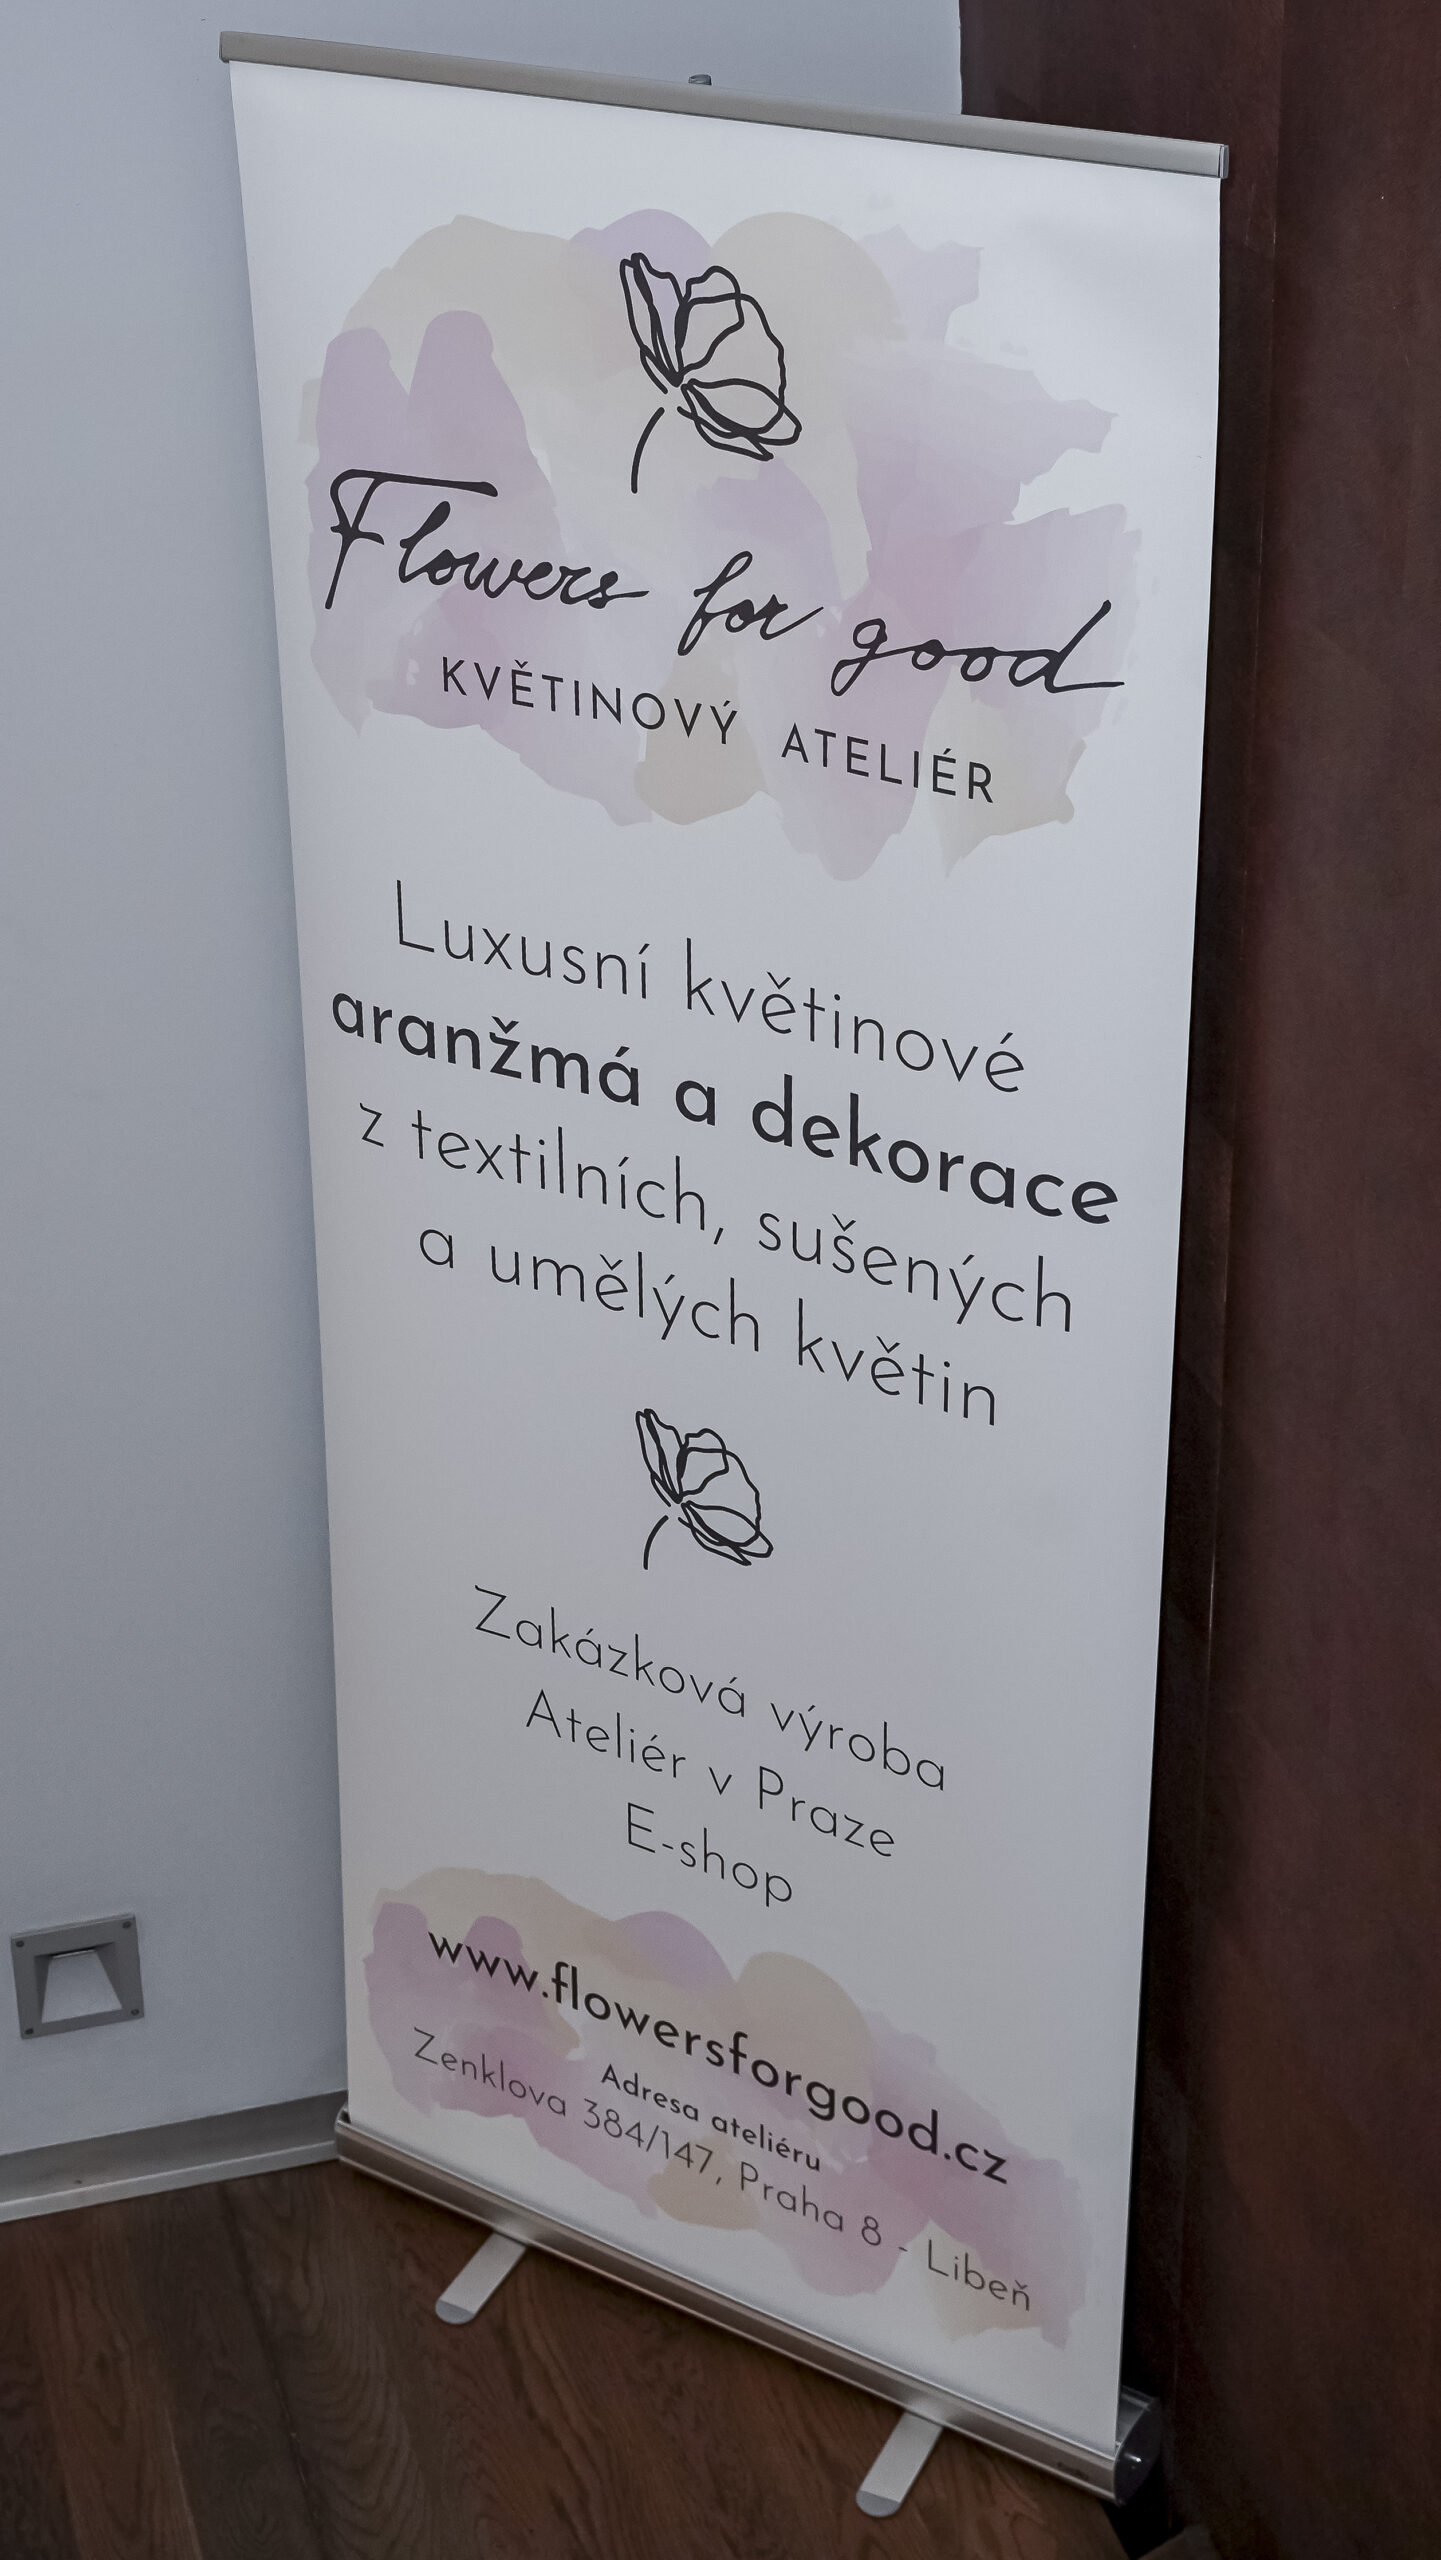 Flowers for good
KVĚTINOVÝ ATELIÉR
Luxusní květinové
aranžmá a dekorace
z textilních, sušených
a umělých květin
Zakázková výroba
Ateliér v Praze
E-shop
www.flowersforgood.cz
Adresa ateliéru
Zenklova 384/147, Praha 8 - Libeň